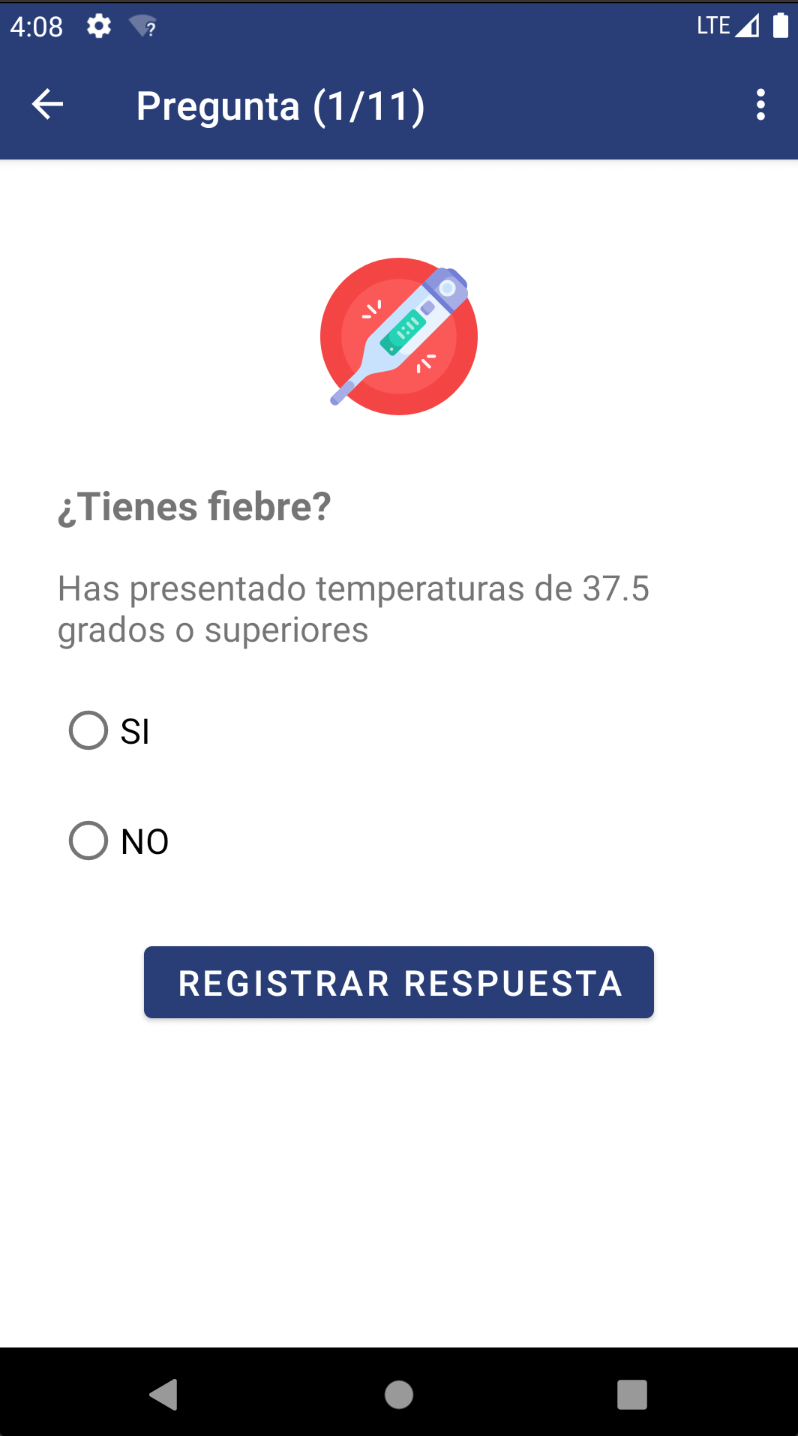 4:08
LTE
Pregunta (1/11)
¿Tienes fiebre?
Has presentado temperaturas de 37.5
grados o superiores
SI
NO
REGISTRAR RESPUESTA